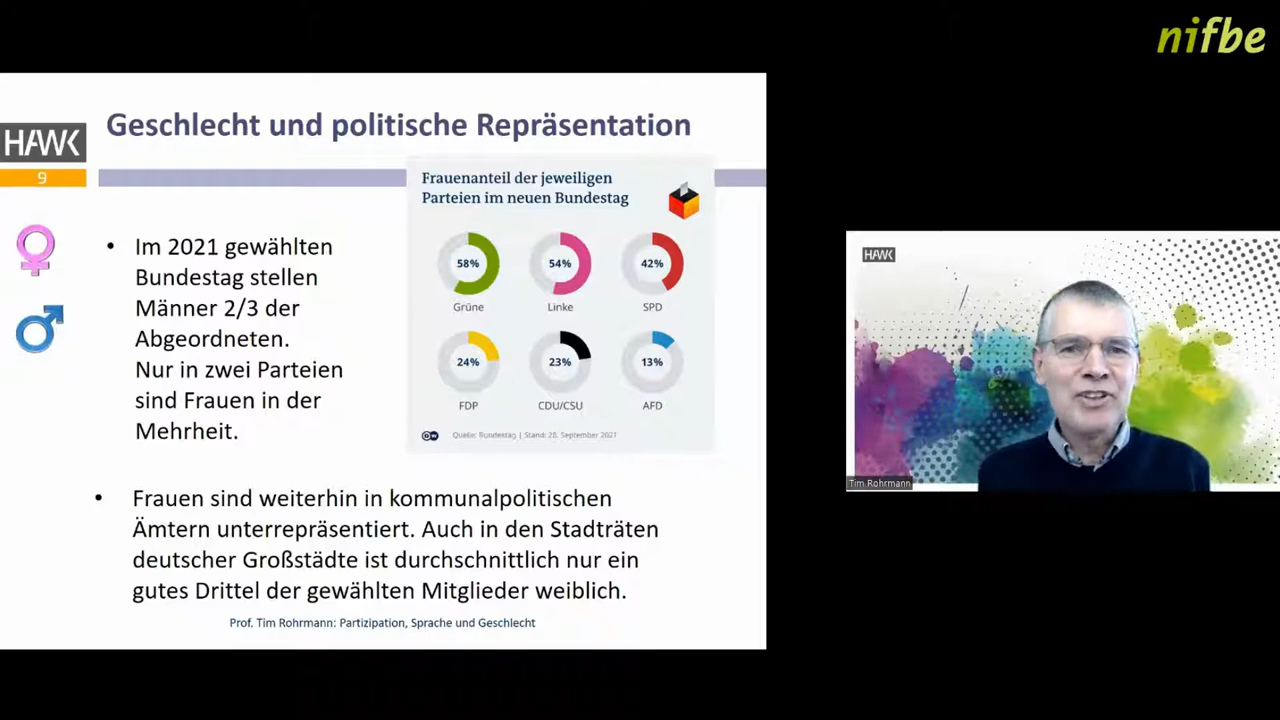 nifbe
HAWK
Geschlecht und politische Repräsentation
9
Frauenanteil der jeweiligen
Parteien im neuen Bundestag
58%
54%
42%
Grüne
Linke
SPD
24%
23%
13%
FDP
CDU/CSU
AFD
Quelle: Bundestag | Stand: 28. September 2021
• Im 2021 gewählten
Bundestag stellen
Männer 2/3 der
Abgeordneten.
Nur in zwei Parteien
sind Frauen in der
Mehrheit.
• Frauen sind weiterhin in kommunalpolitischen
Ämtern unterrepräsentiert. Auch in den Stadträten
deutscher Großstädte ist durchschnittlich nur ein
gutes Drittel der gewählten Mitglieder weiblich.
Prof. Tim Rohrmann: Partizipation, Sprache und Geschlecht
HAWK
Tim Rohrmann